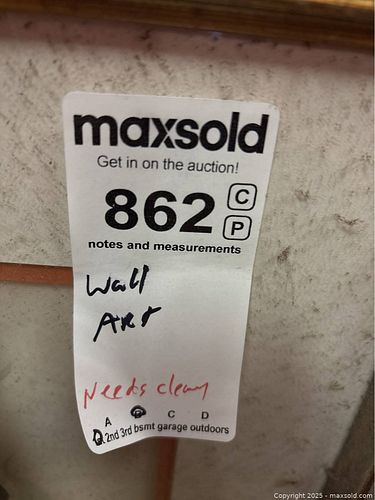 maxsold
Get in on the auction!
862 C
P
notes and measurements
Wall
Art
Needs clean
A C D
2nd 3rd bsmt garage outdoors
Copyright 2025 - maxsold.com